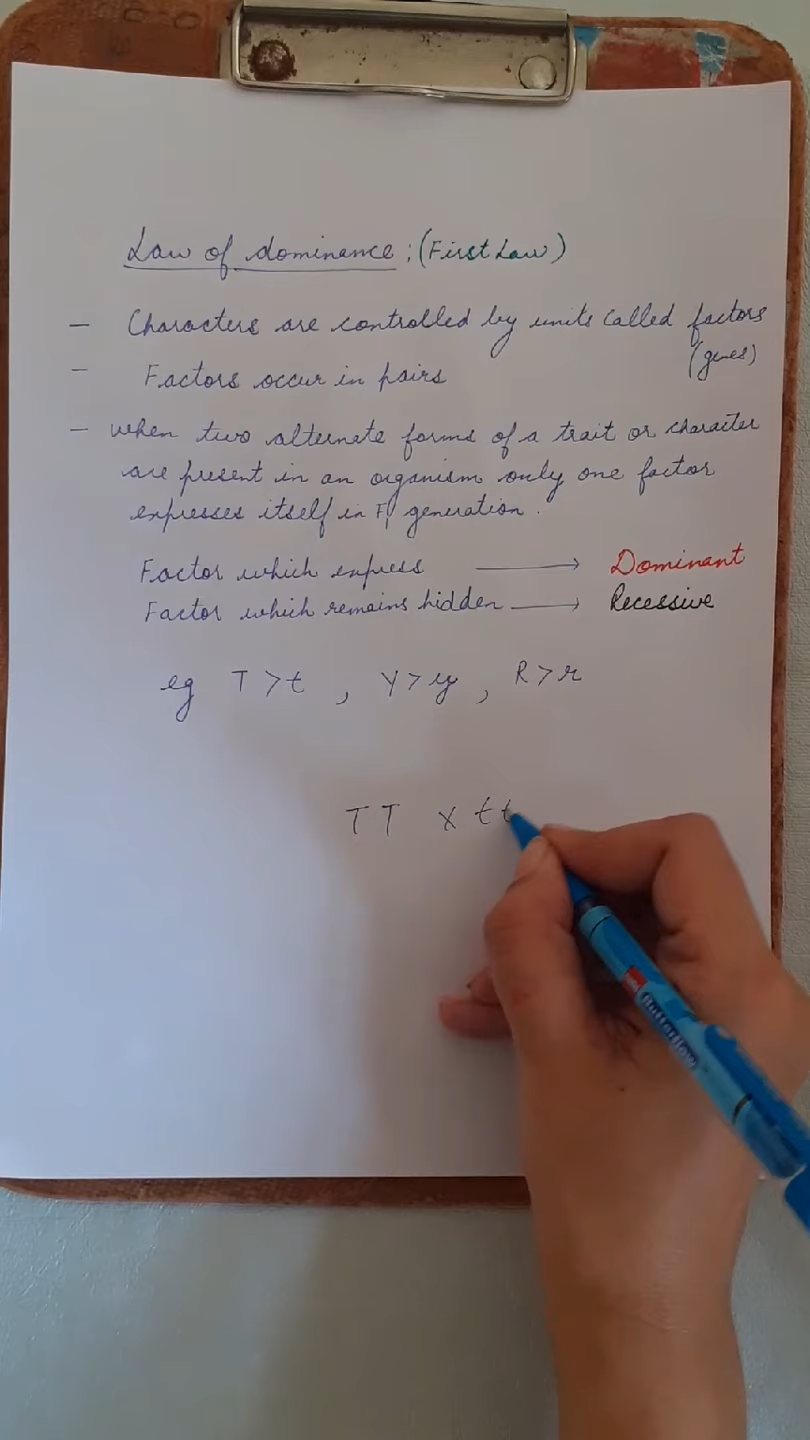 Law of dominance : (First Law)
- Characters are controlled by units called factors
(genes)
- Factors occur in pairs
- when two alternate forms of a trait or character
are present in an organism only one factor
expresses itself in F1 generation.
Factor which express → Dominant
Factor which remains hidden → Recessive
eg T > t , Y > y , R > r
T T x t t
Butterflow